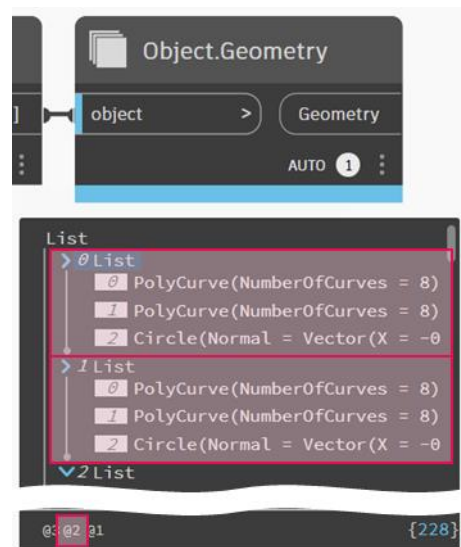 Object.Geometry
]
object
>
Geometry
AUTO 1
List
0 List
0 PolyCurve(NumberOfCurves = 8)
1 PolyCurve(NumberOfCurves = 8)
2 Circle(Normal = Vector(X = -0
1 List
0 PolyCurve(NumberOfCurves = 8)
1 PolyCurve(NumberOfCurves = 8)
2 Circle(Normal = Vector(X = -0
2 List
@3 @2 @1
{228}